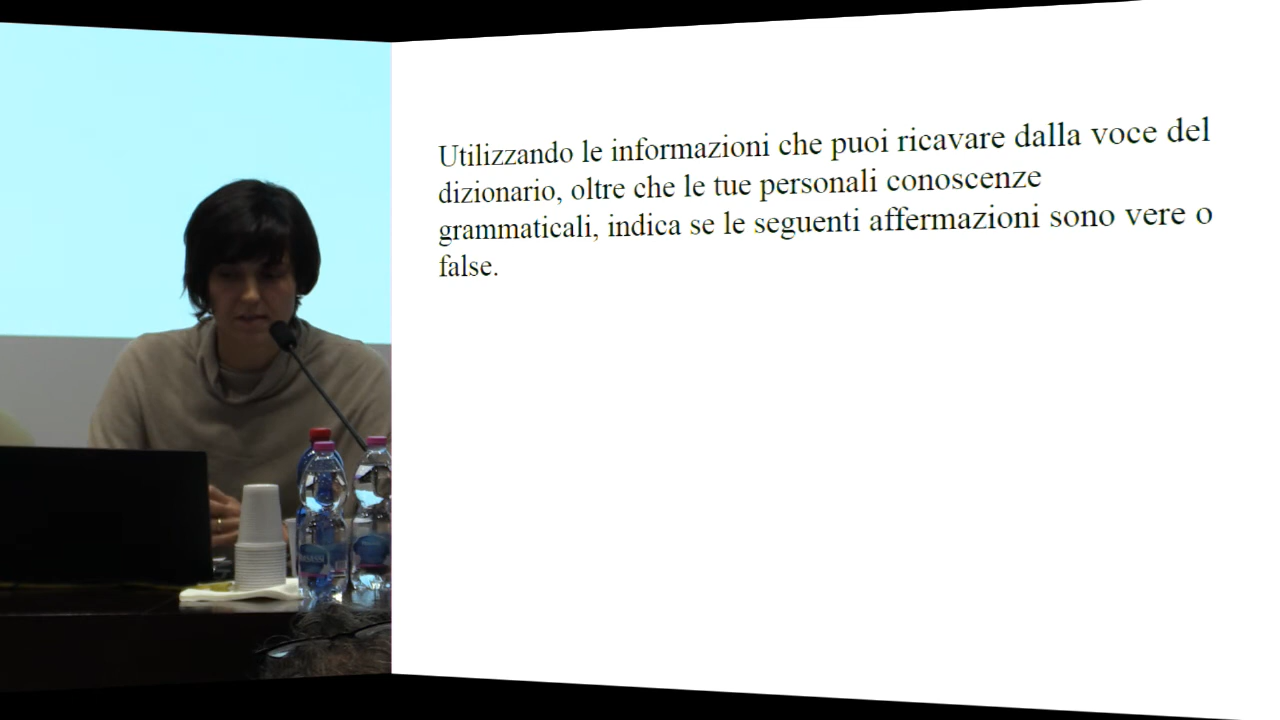 Utilizzando le informazioni che puoi ricavare dalla voce del
dizionario, oltre che le tue personali conoscenze
grammaticali, indica se le seguenti affermazioni sono vere o
false.